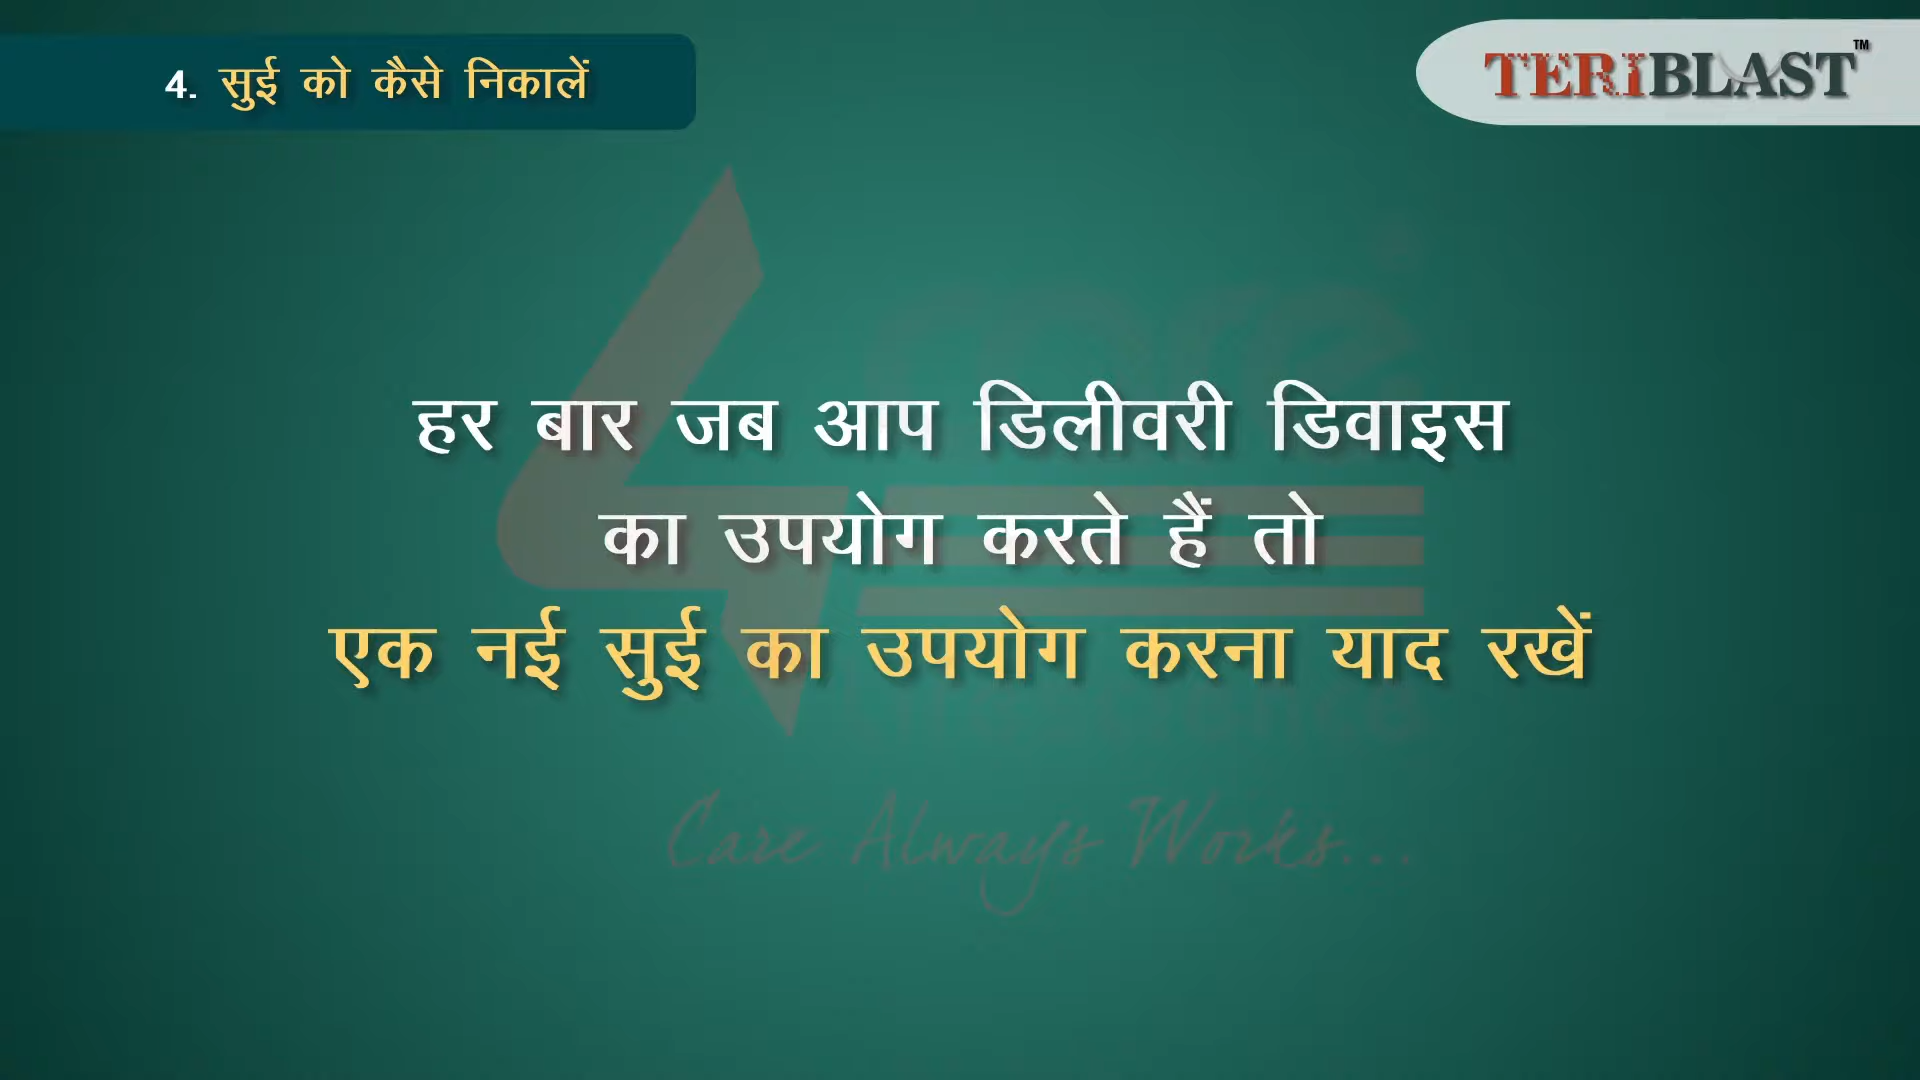 4. सुई को कैसे निकालें
TERIBLAST™
हर बार जब आप डिलीवरी डिवाइस
का उपयोग करते हैं तो
एक नई सुई का उपयोग करना याद रखें
Care Always Works...